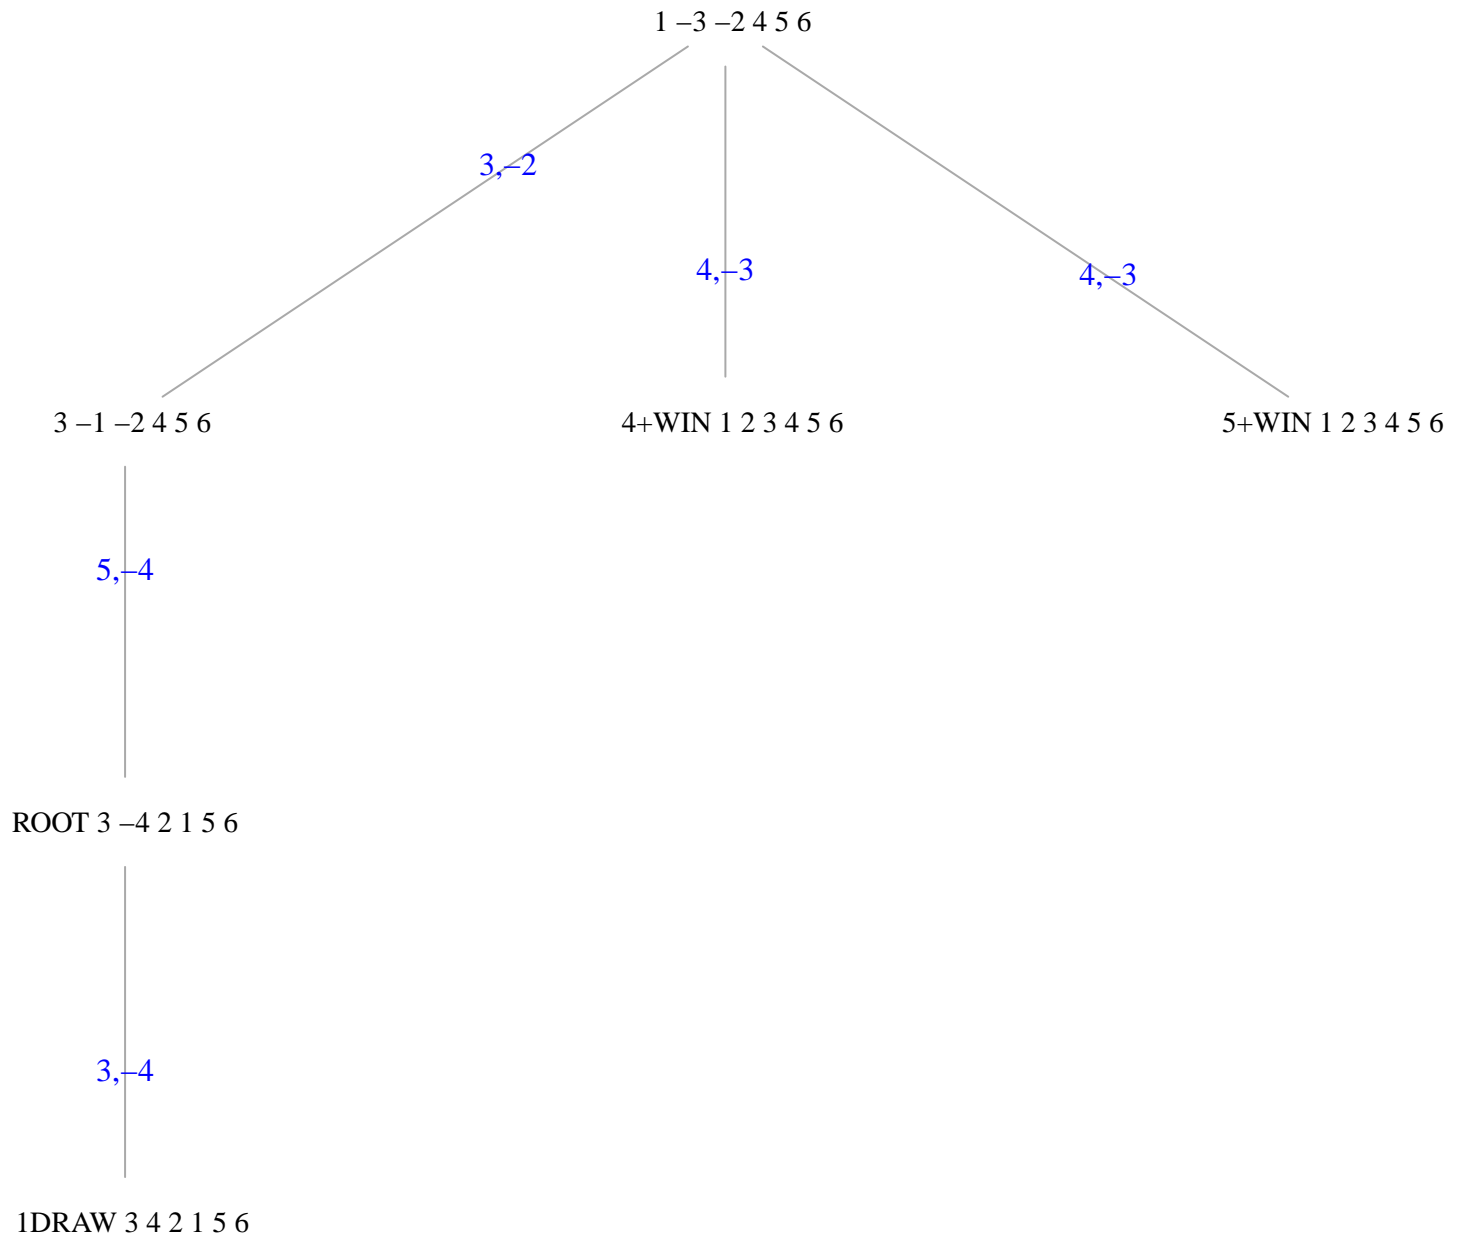 1 –3 –2 4 5 6
3,–2
4,–3
4,–3
3 –1 –2 4 5 6
4+WIN 1 2 3 4 5 6
5+WIN 1 2 3 4 5 6
5,–4
ROOT 3 –4 2 1 5 6
3,–4
1DRAW 3 4 2 1 5 6